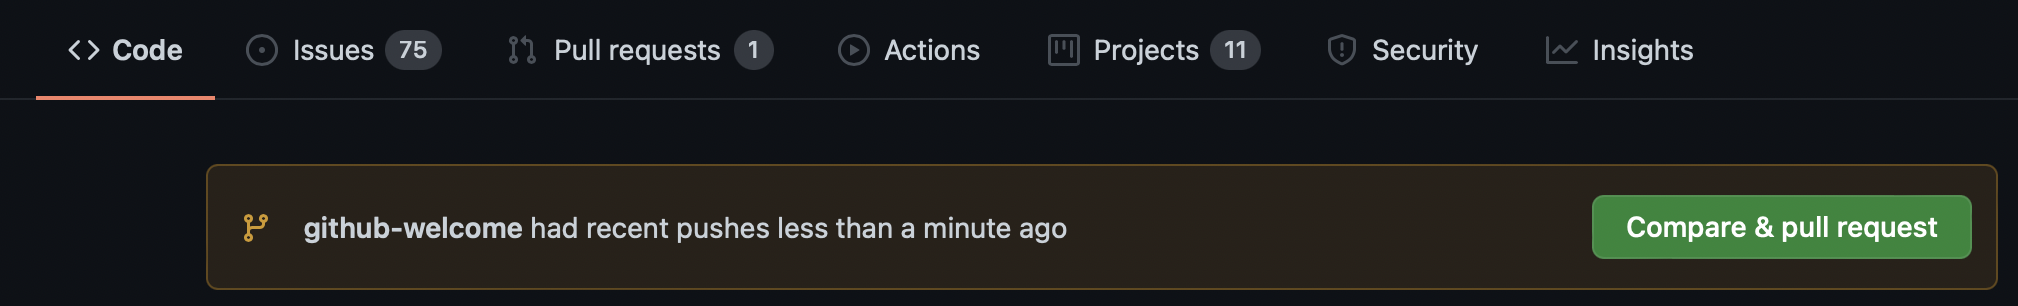 Code Issues 75 Pull requests 1 Actions Projects 11 Security Insights
github-welcome had recent pushes less than a minute ago Compare & pull request